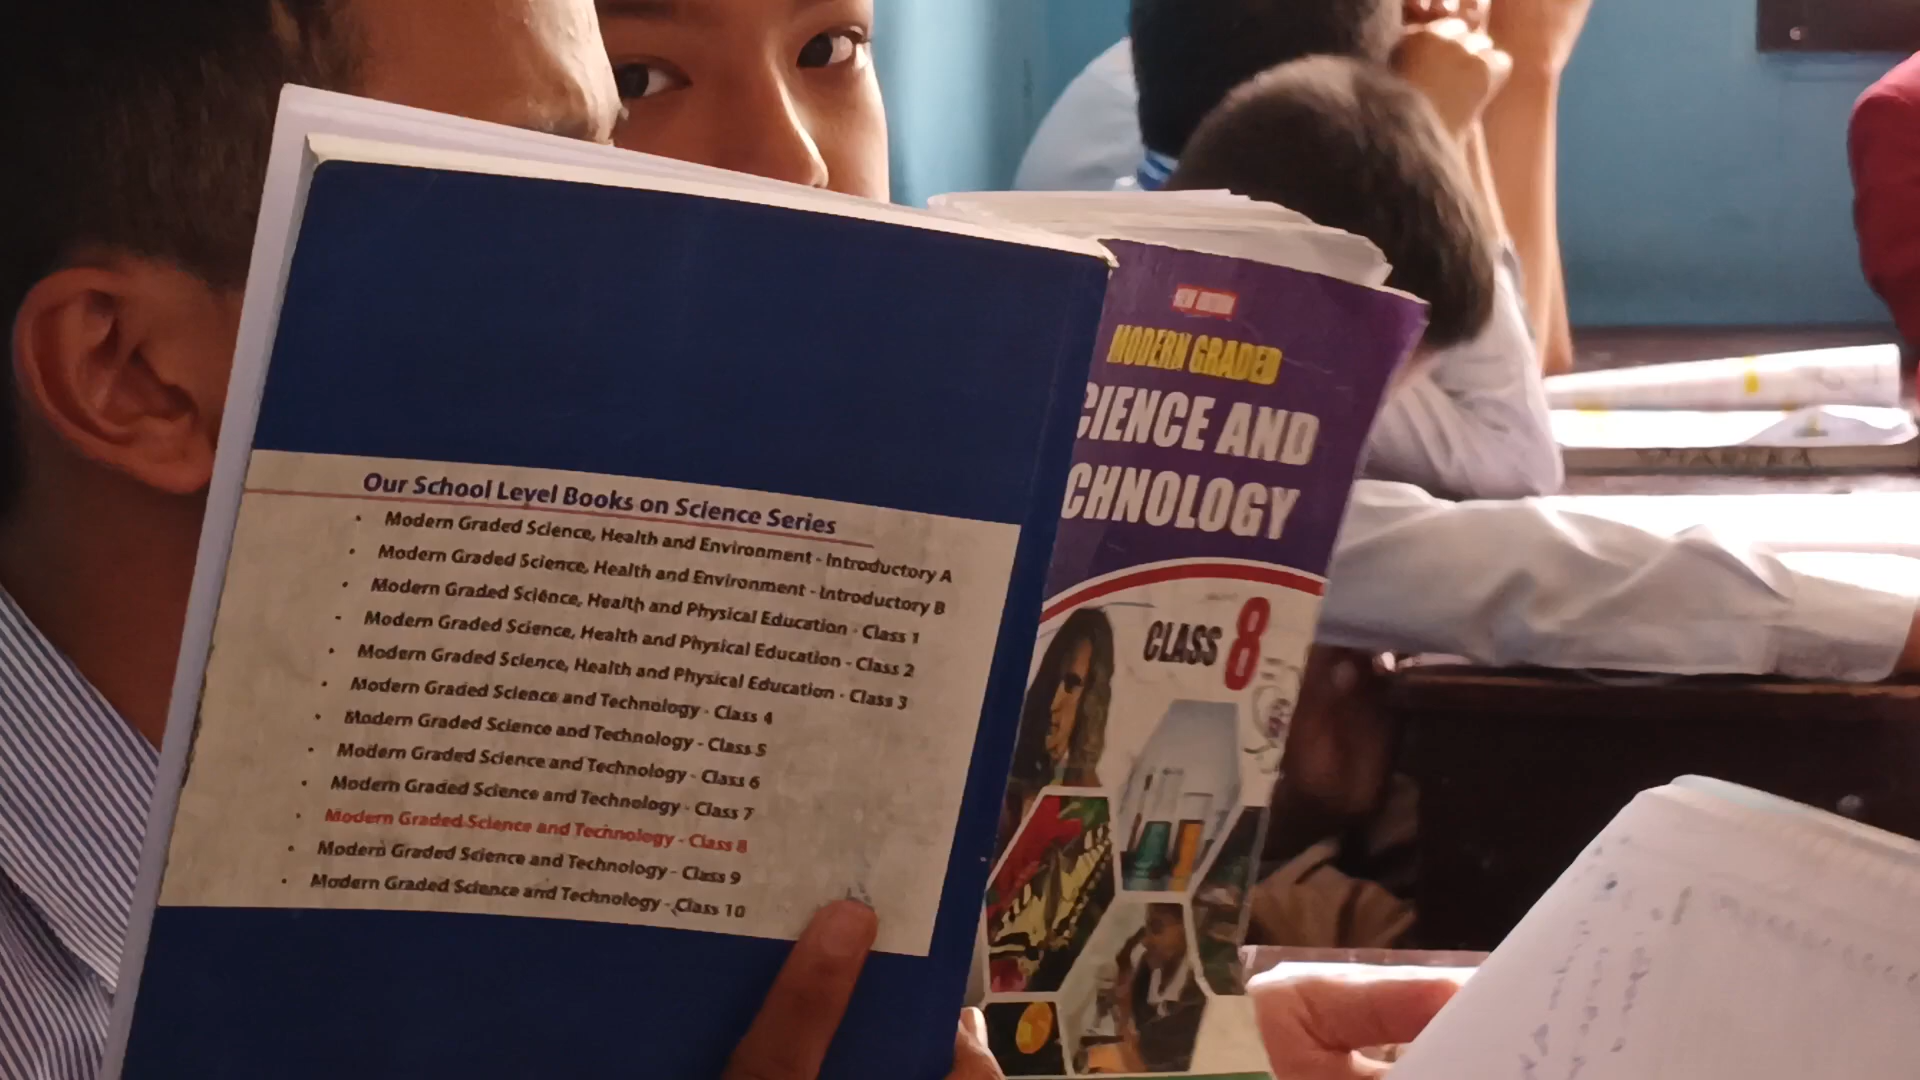 Our School Level Books on Science Series
• Modern Graded Science, Health and Environment - Introductory A
• Modern Graded Science, Health and Environment - Introductory B
• Modern Graded Science, Health and Physical Education - Class 1
• Modern Graded Science, Health and Physical Education - Class 2
• Modern Graded Science, Health and Physical Education - Class 3
• Modern Graded Science and Technology - Class 4
• Modern Graded Science and Technology - Class 5
• Modern Graded Science and Technology - Class 6
• Modern Graded Science and Technology - Class 7
• Modern Graded Science and Technology - Class 8
• Modern Graded Science and Technology - Class 9
• Modern Graded Science and Technology - Class 10
NEW EDITION
MODERN GRADED
CIENCE AND
CHNOLOGY
CLASS 8